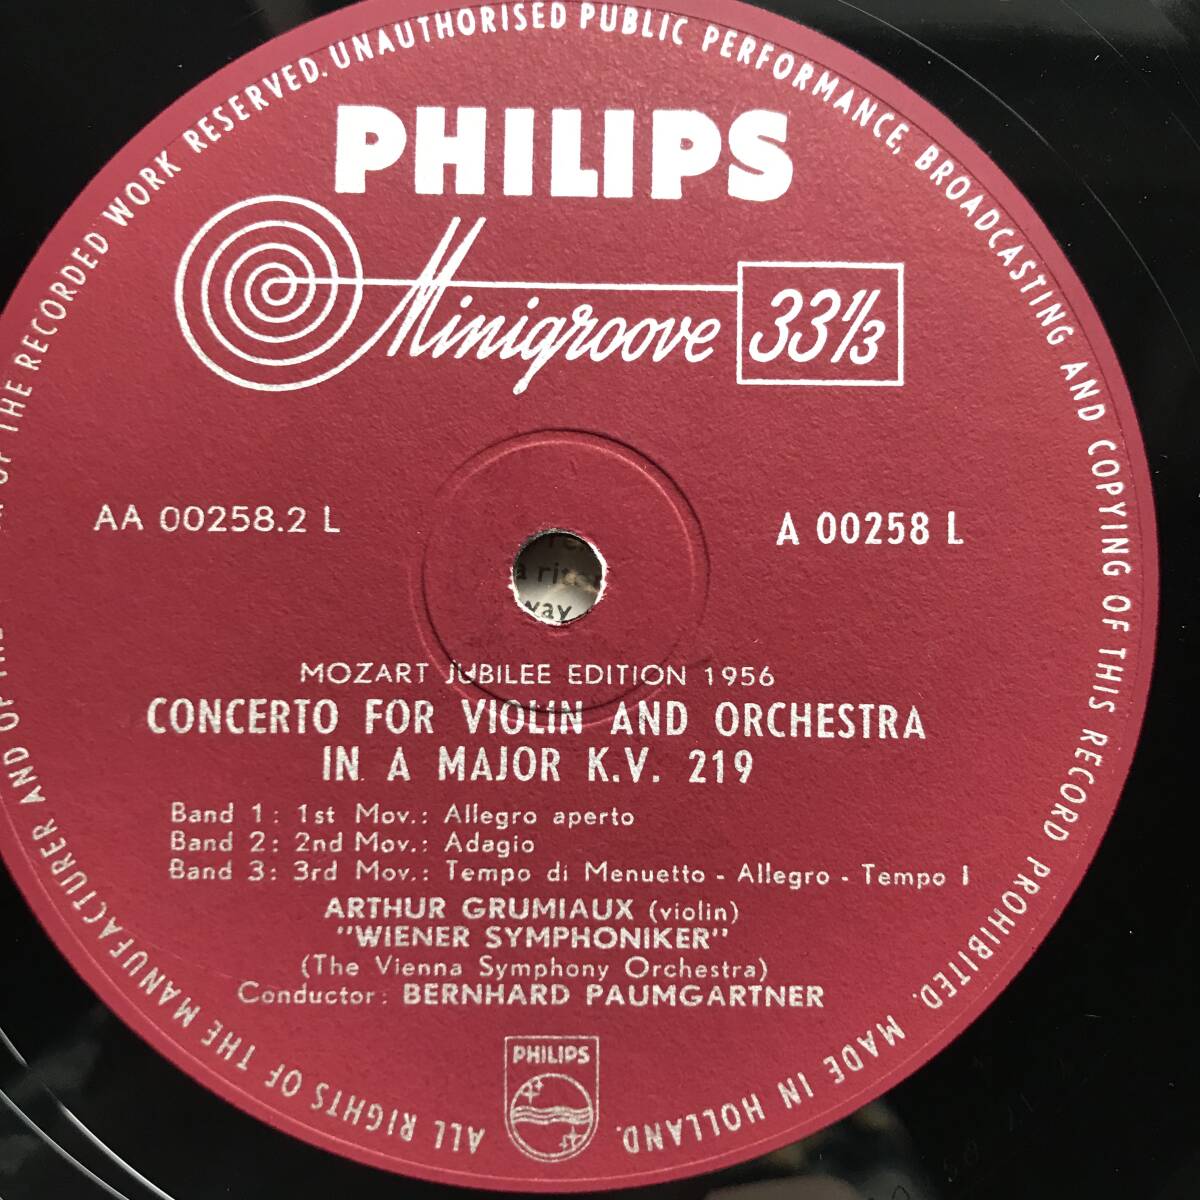 PHILIPS
Minigroove 33 1/3
AA 00258.2 L
A 00258 L
MOZART JUBILEE EDITION 1956
CONCERTO FOR VIOLIN AND ORCHESTRA
IN A MAJOR K.V. 219
Band 1: 1st Mov.: Allegro aperto
Band 2: 2nd Mov.: Adagio
Band 3: 3rd Mov.: Tempo di Menuetto - Allegro - Tempo I
ARTHUR GRUMIAUX (violin)
"WIENER SYMPHONIKER"
(The Vienna Symphony Orchestra)
Conductor: BERNHARD PAUMGARTNER
PHILIPS
ALL RIGHTS OF THE MANUFACTURER AND OF THE OF THE RECORDED WORK RESERVED. UNAUTHORISED PUBLIC PERFORMANCE, BROADCASTING AND COPYING OF THIS RECORD PROHIBITED. MADE IN HOLLAND.
way